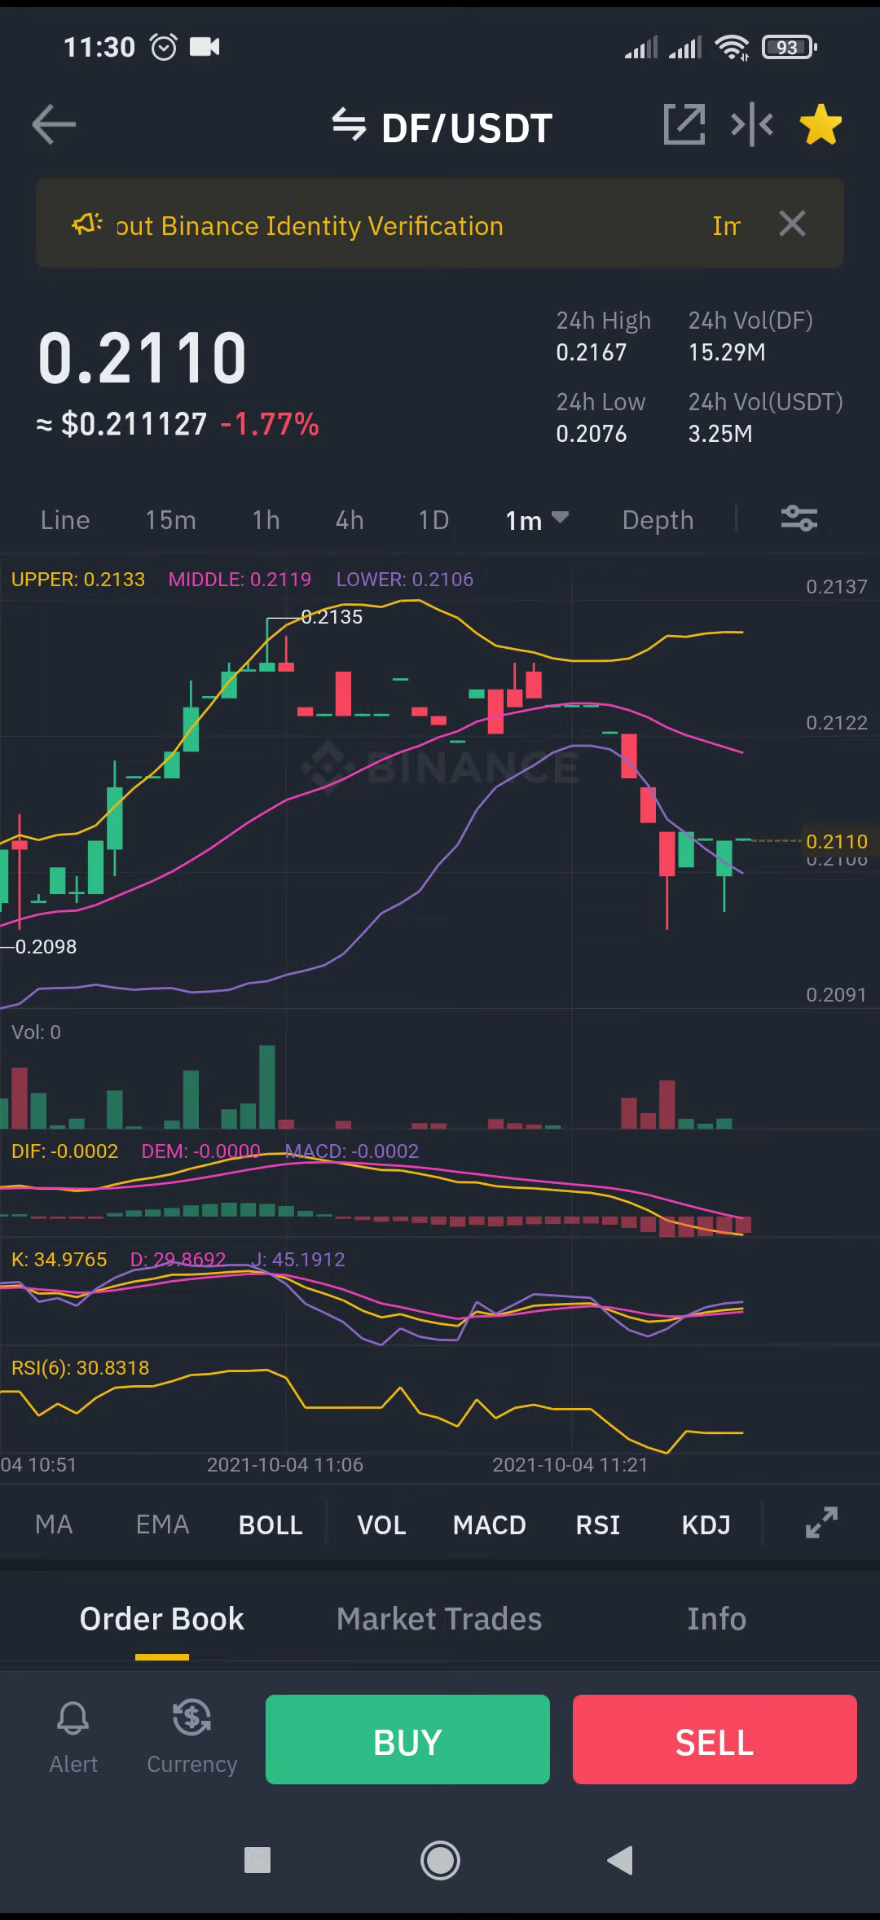 11:30
93
DF/USDT
out Binance Identity Verification
Im
0.2110
≈ $0.211127 -1.77%
24h High
0.2167
24h Vol(DF)
15.29M
24h Low
0.2076
24h Vol(USDT)
3.25M
Line 15m 1h 4h 1D 1m Depth
UPPER: 0.2133 MIDDLE: 0.2119 LOWER: 0.2106
0.2137
0.2135
0.2122
BINANCE
0.2110
0.2106
0.2098
0.2091
Vol: 0
DIF: -0.0002 DEM: -0.0000 MACD: -0.0002
K: 34.9765 D: 29.8692 J: 45.1912
RSI(6): 30.8318
04 10:51 2021-10-04 11:06 2021-10-04 11:21
MA EMA BOLL VOL MACD RSI KDJ
Order Book Market Trades Info
Alert Currency BUY SELL